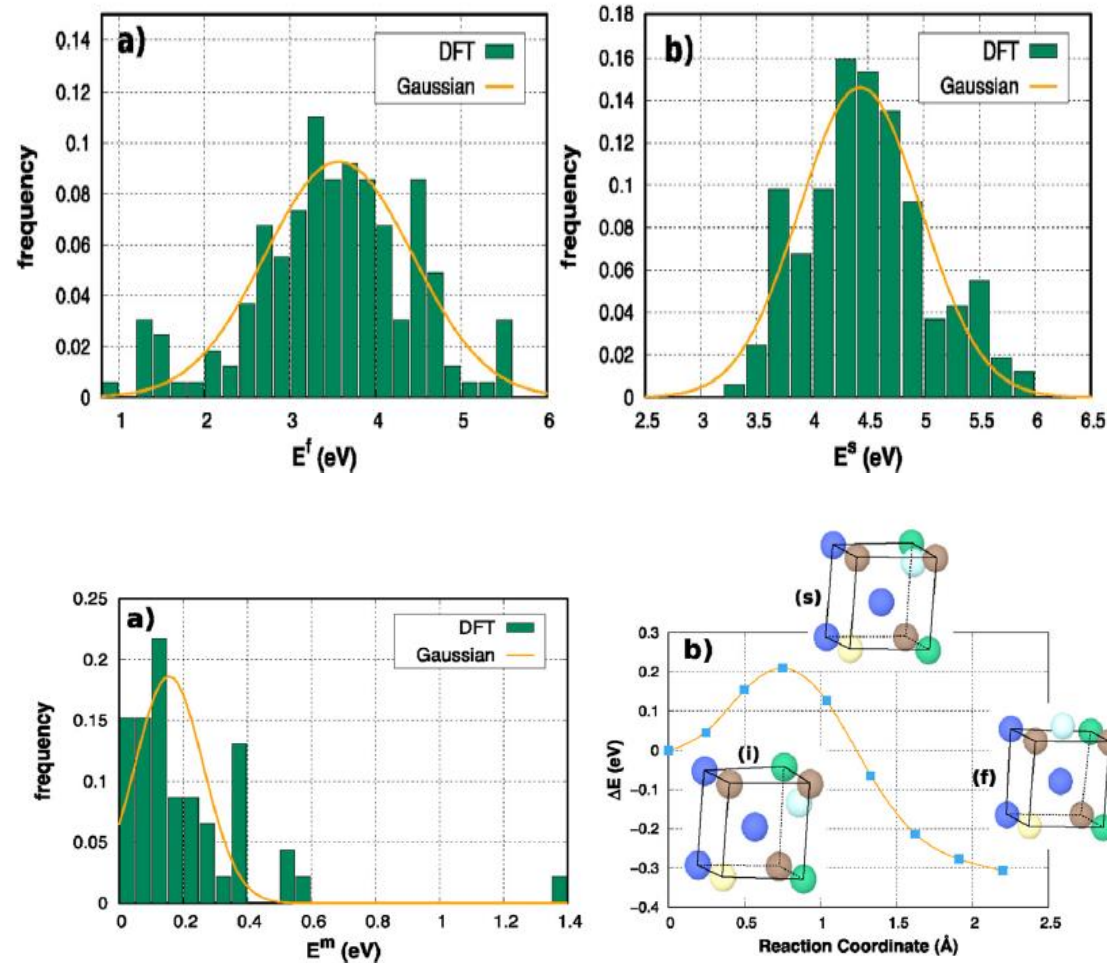 a)
DFT
Gaussian
0.14
0.12
0.1
0.08
0.06
0.04
0.02
0
frequency
1 2 3 4 5 6
E^f (eV)
b)
DFT
Gaussian
0.18
0.16
0.14
0.12
0.1
0.08
0.06
0.04
0.02
0
frequency
2.5 3 3.5 4 4.5 5 5.5 6 6.5
E^s (eV)
a)
DFT
Gaussian
0.25
0.2
0.15
0.1
0.05
0
frequency
0 0.2 0.4 0.6 0.8 1 1.2 1.4
E^m (eV)
b)
(s)
(i)
(f)
0.3
0.2
0.1
0
−0.1
−0.2
−0.3
−0.4
ΔE (eV)
0 0.5 1 1.5 2 2.5
Reaction Coordinate (Å)